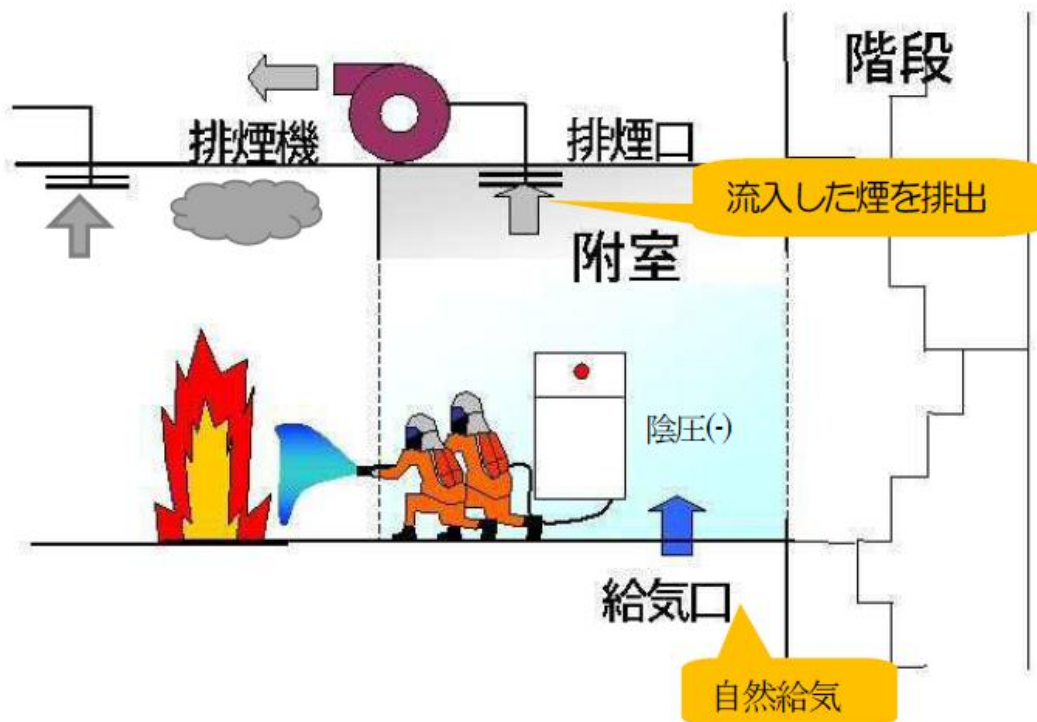 階段
排煙機
排煙口
流入した煙を排出
附室
陰圧(-)
給気口
自然給気